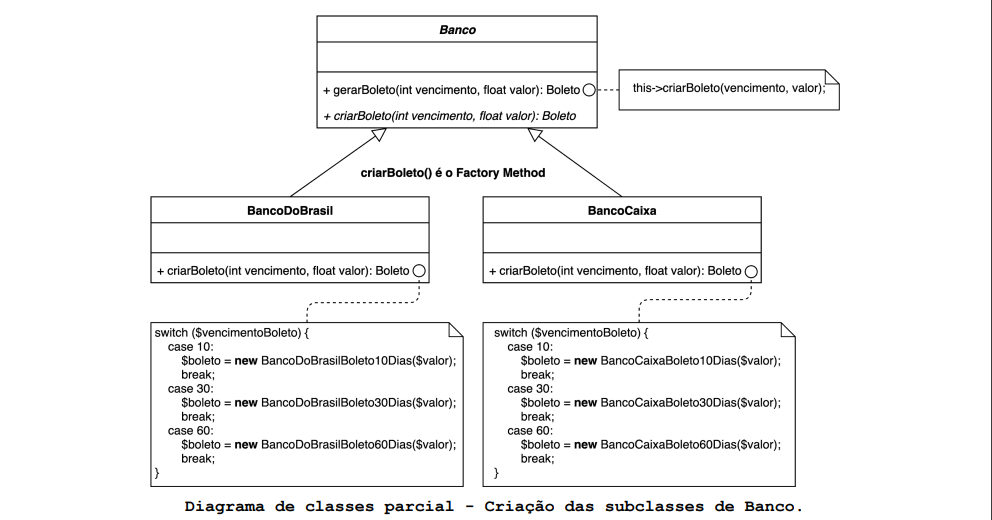 Banco
+ gerarBoleto(int vencimento, float valor): Boleto
this->criarBoleto(vencimento, valor);
+ criarBoleto(int vencimento, float valor): Boleto
criarBoleto() é o Factory Method
BancoDoBrasil
+ criarBoleto(int vencimento, float valor): Boleto
BancoCaixa
+ criarBoleto(int vencimento, float valor): Boleto
switch ($vencimentoBoleto) {
case 10:
$boleto = new BancoDoBrasilBoleto10Dias($valor);
break;
case 30:
$boleto = new BancoDoBrasilBoleto30Dias($valor);
break;
case 60:
$boleto = new BancoDoBrasilBoleto60Dias($valor);
break;
}
switch ($vencimentoBoleto) {
case 10:
$boleto = new BancoCaixaBoleto10Dias($valor);
break;
case 30:
$boleto = new BancoCaixaBoleto30Dias($valor);
break;
case 60:
$boleto = new BancoCaixaBoleto60Dias($valor);
break;
}
Diagrama de classes parcial - Criação das subclasses de Banco.